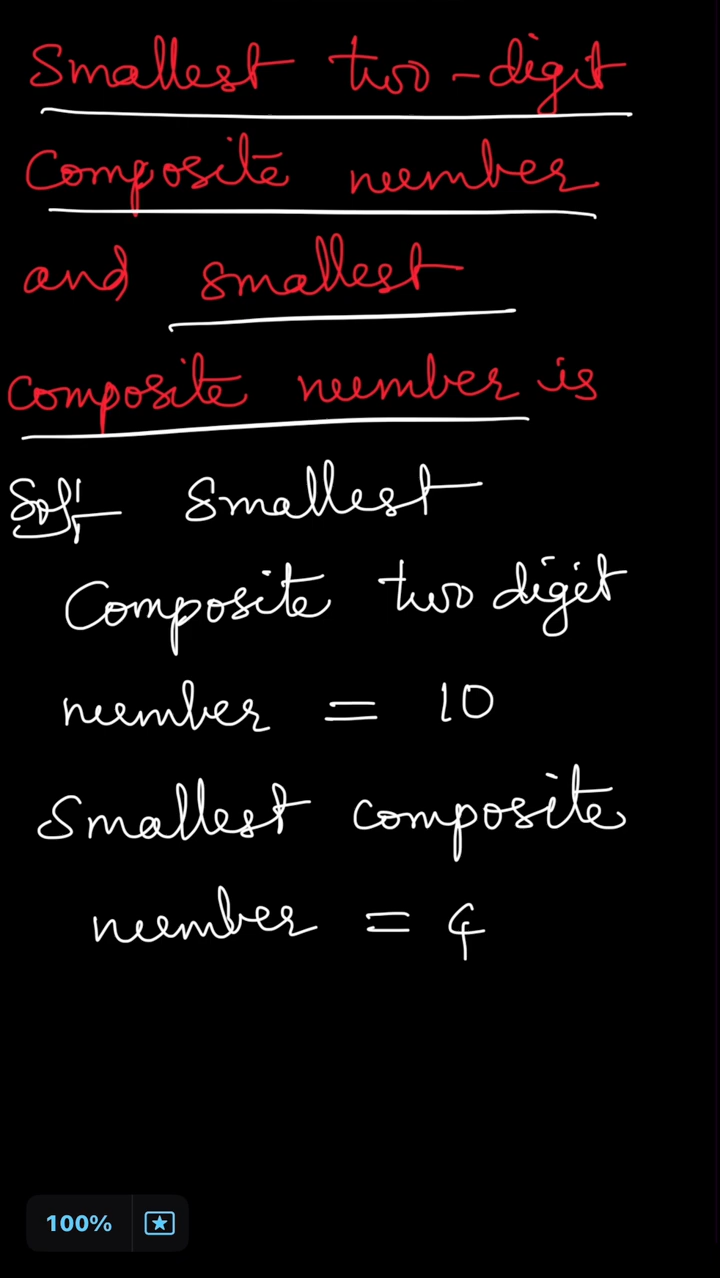 Smallest two-digit
Composite number
and smallest
composite number is
Sol: Smallest
Composite two digit
number = 10
Smallest composite
number = 4
100%